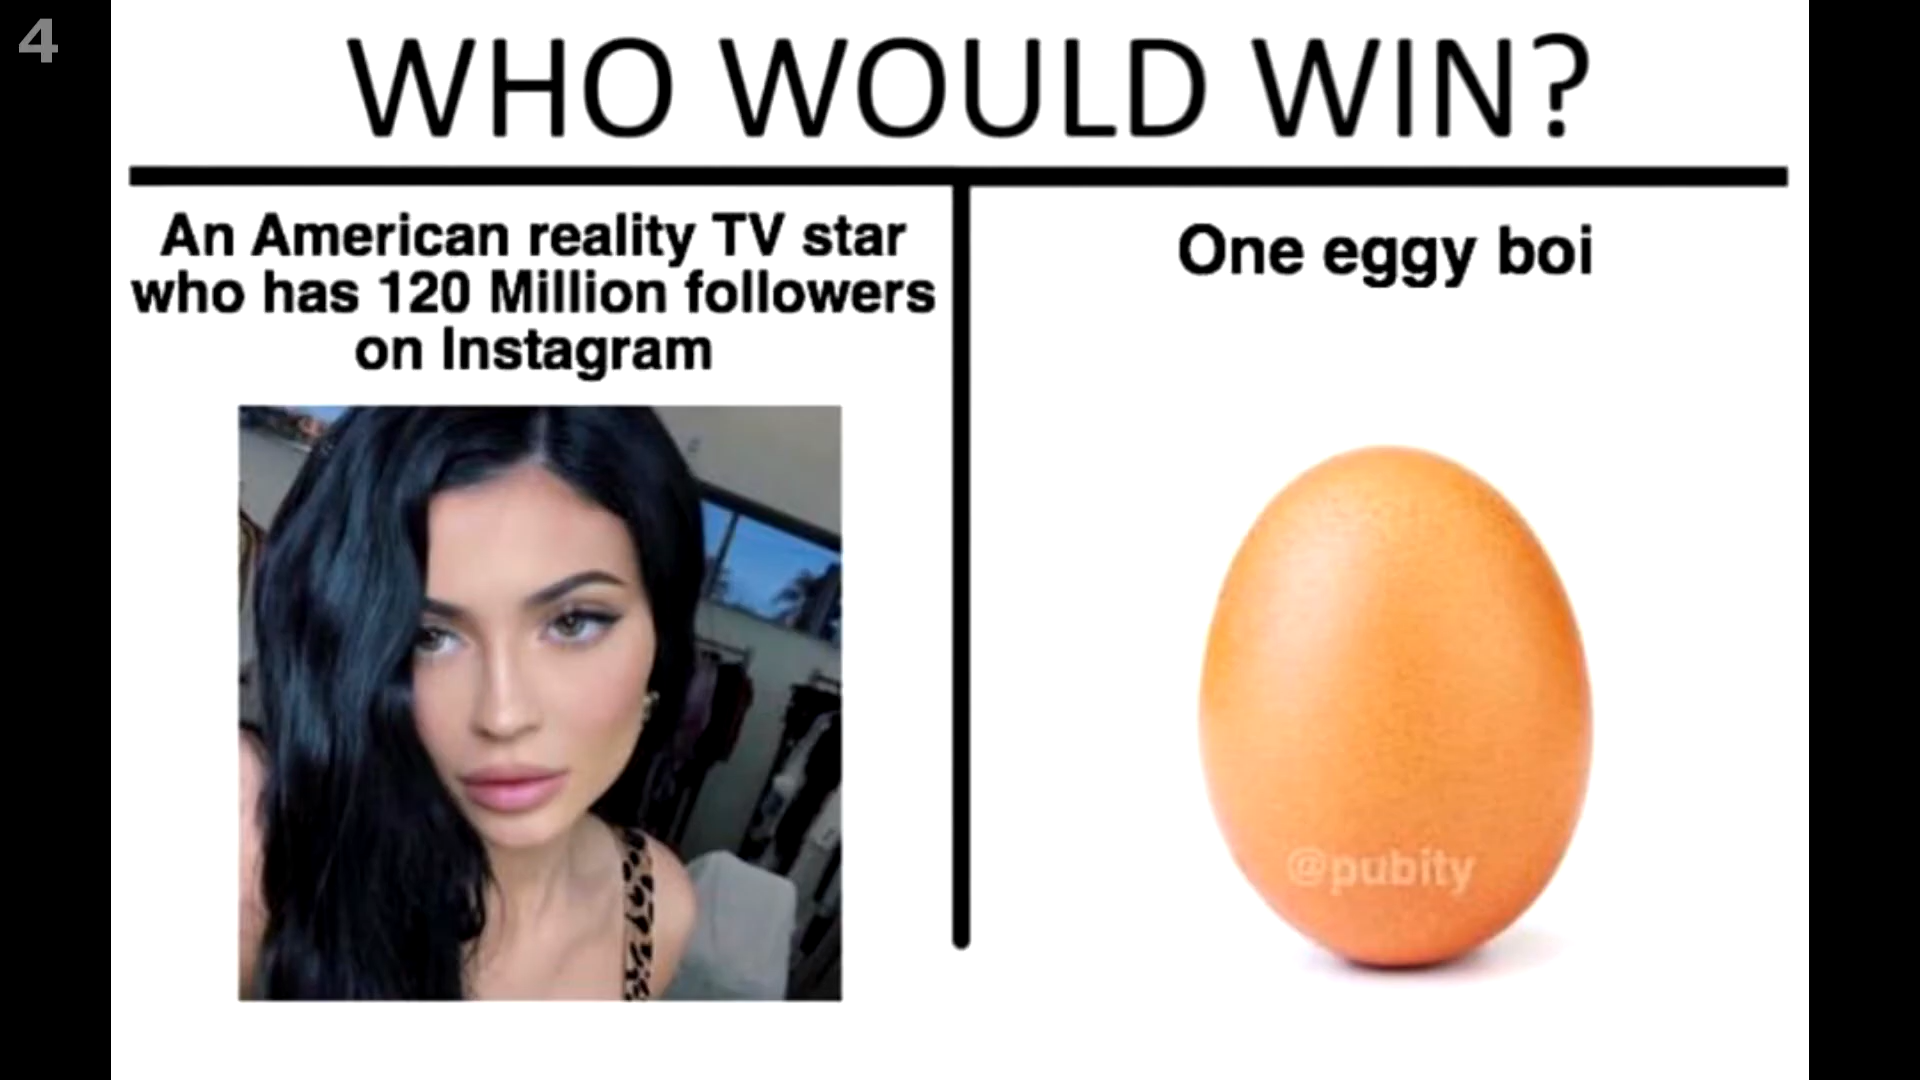 4
WHO WOULD WIN?
An American reality TV star
who has 120 Million followers
on Instagram
One eggy boi
@pubity